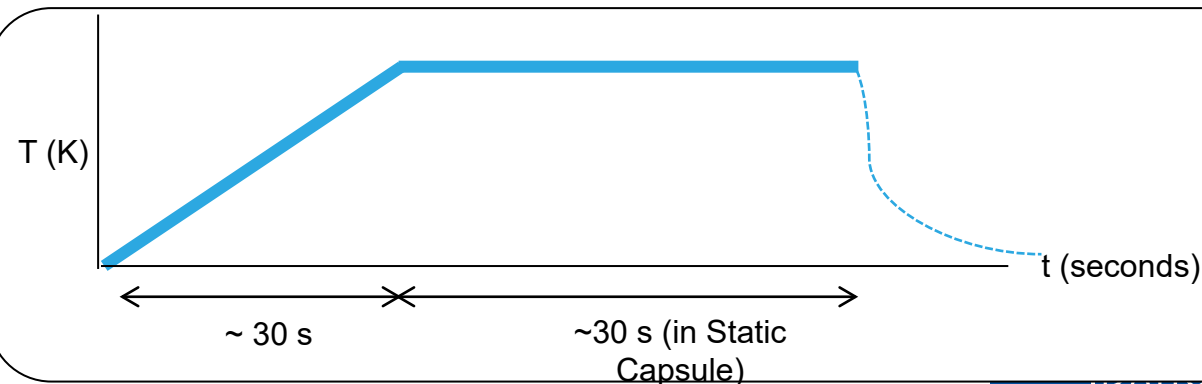 T (K)
t (seconds)
~ 30 s
~30 s (in Static
Capsule)